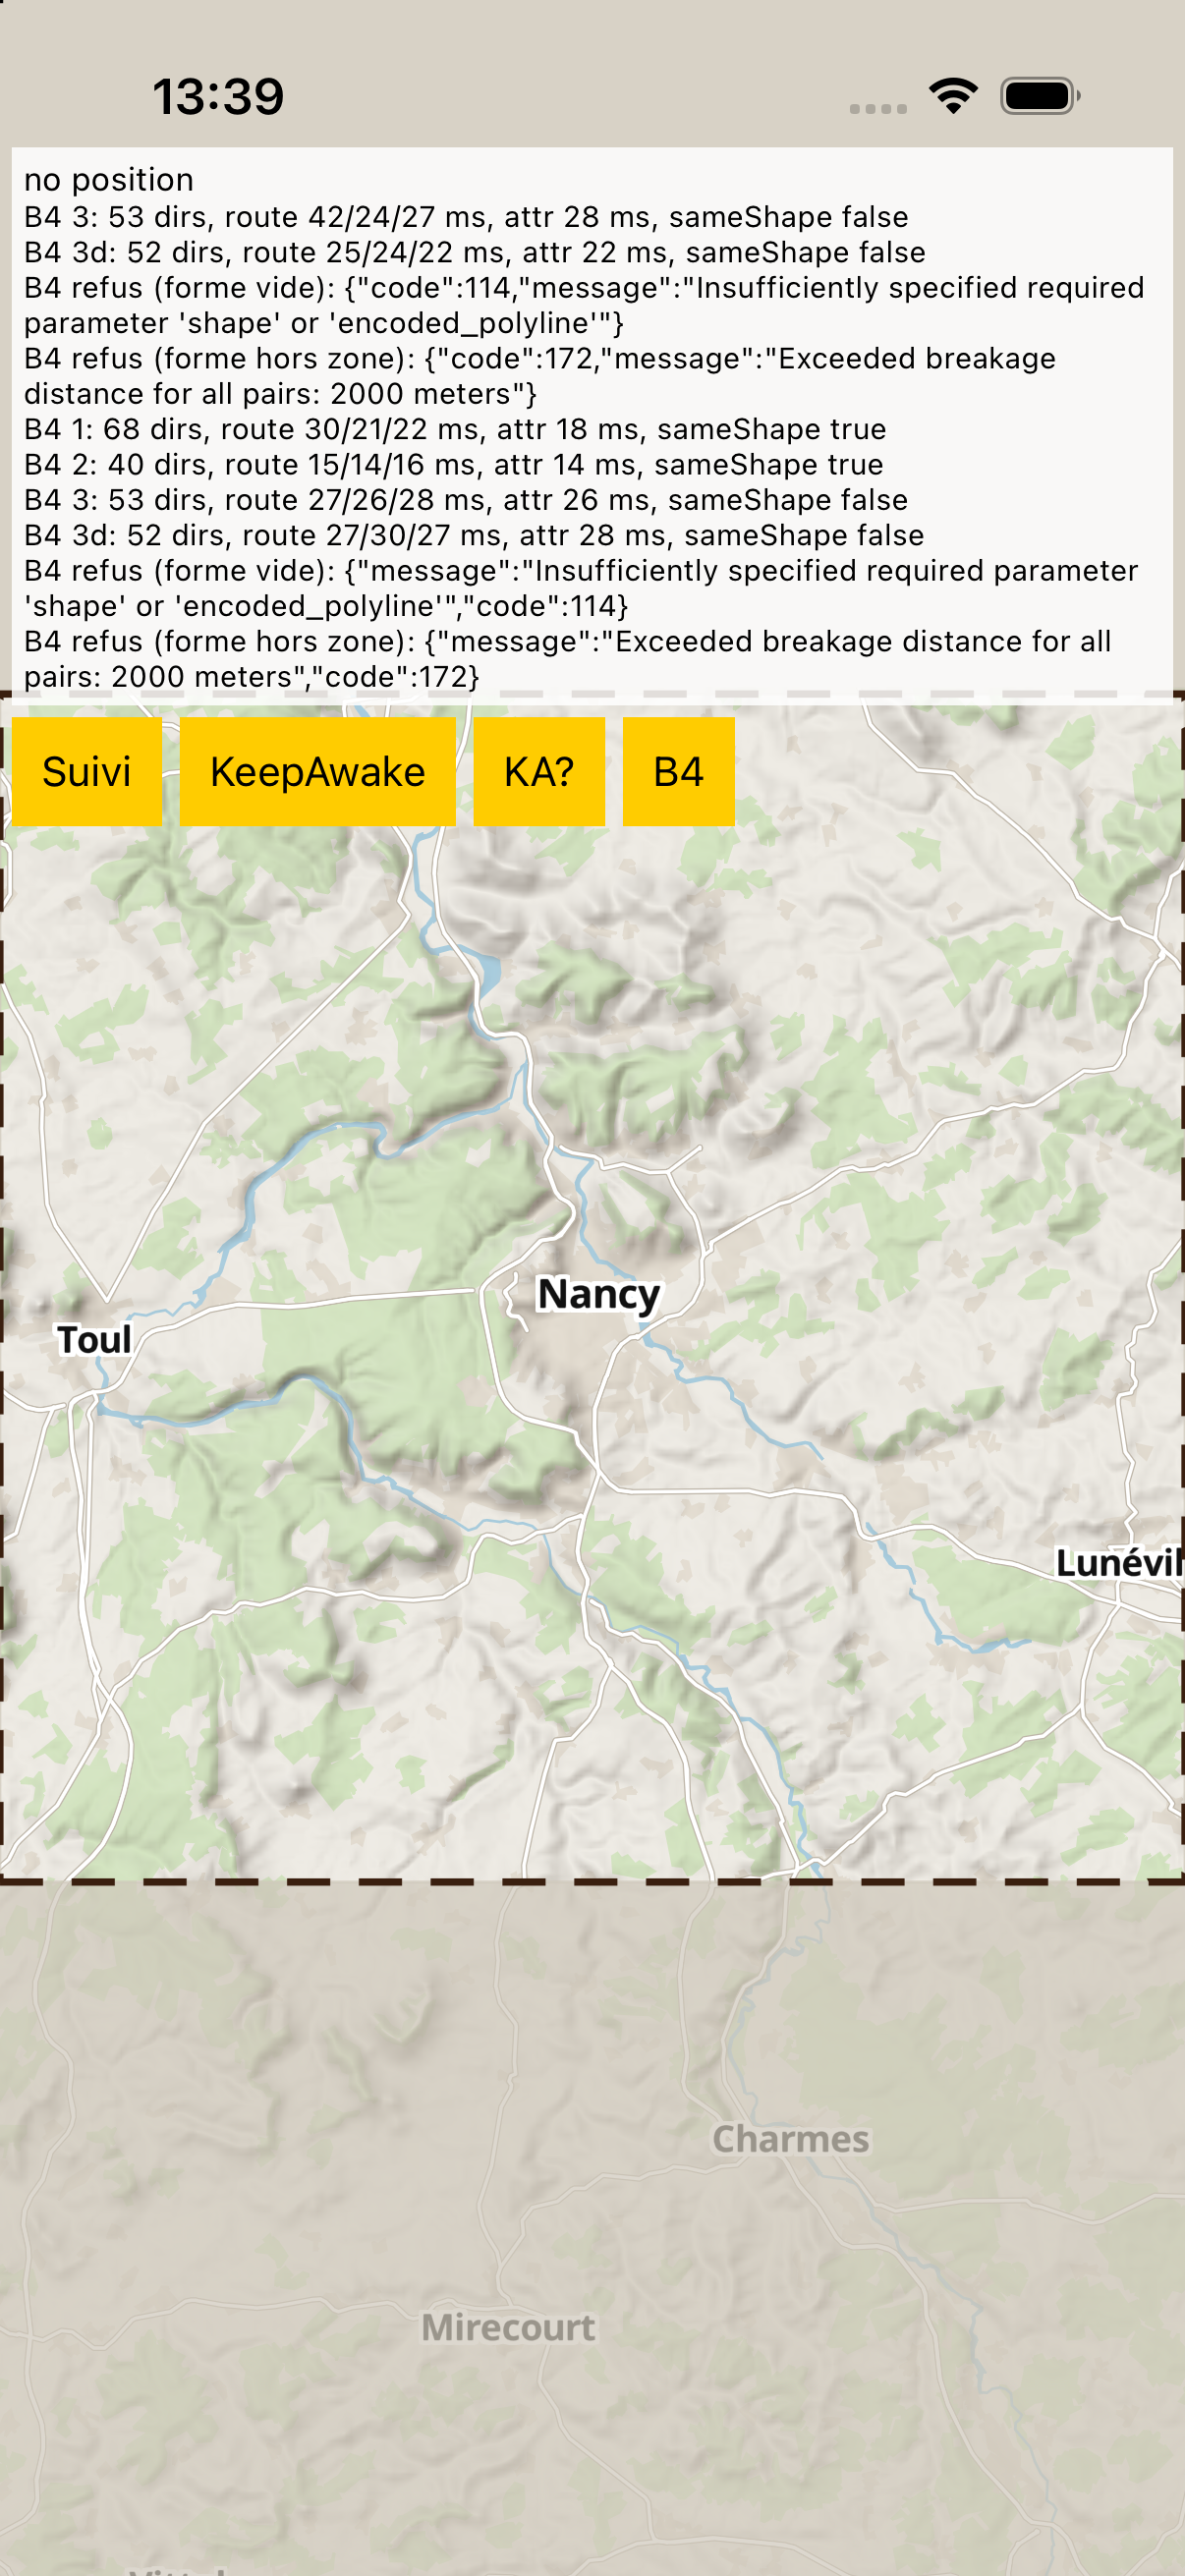 13:39
no position
B4 3: 53 dirs, route 42/24/27 ms, attr 28 ms, sameShape false
B4 3d: 52 dirs, route 25/24/22 ms, attr 22 ms, sameShape false
B4 refus (forme vide): {"code":114,"message":"Insufficiently specified required
parameter 'shape' or 'encoded_polyline'"}
B4 refus (forme hors zone): {"code":172,"message":"Exceeded breakage
distance for all pairs: 2000 meters"}
B4 1: 68 dirs, route 30/21/22 ms, attr 18 ms, sameShape true
B4 2: 40 dirs, route 15/14/16 ms, attr 14 ms, sameShape true
B4 3: 53 dirs, route 27/26/28 ms, attr 26 ms, sameShape false
B4 3d: 52 dirs, route 27/30/27 ms, attr 28 ms, sameShape false
B4 refus (forme vide): {"message":"Insufficiently specified required parameter
'shape' or 'encoded_polyline'","code":114}
B4 refus (forme hors zone): {"message":"Exceeded breakage distance for all
pairs: 2000 meters","code":172}
Suivi KeepAwake KA? B4
Nancy
Toul
Lunévil
Charmes
Mirecourt